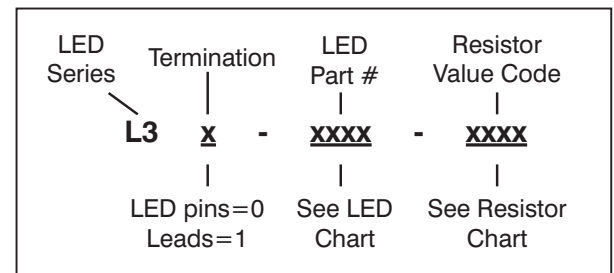 LED Series
Termination
LED Part #
Resistor Value Code
L3 x - xxxx - xxxx
LED pins=0 Leads=1
See LED Chart
See Resistor Chart